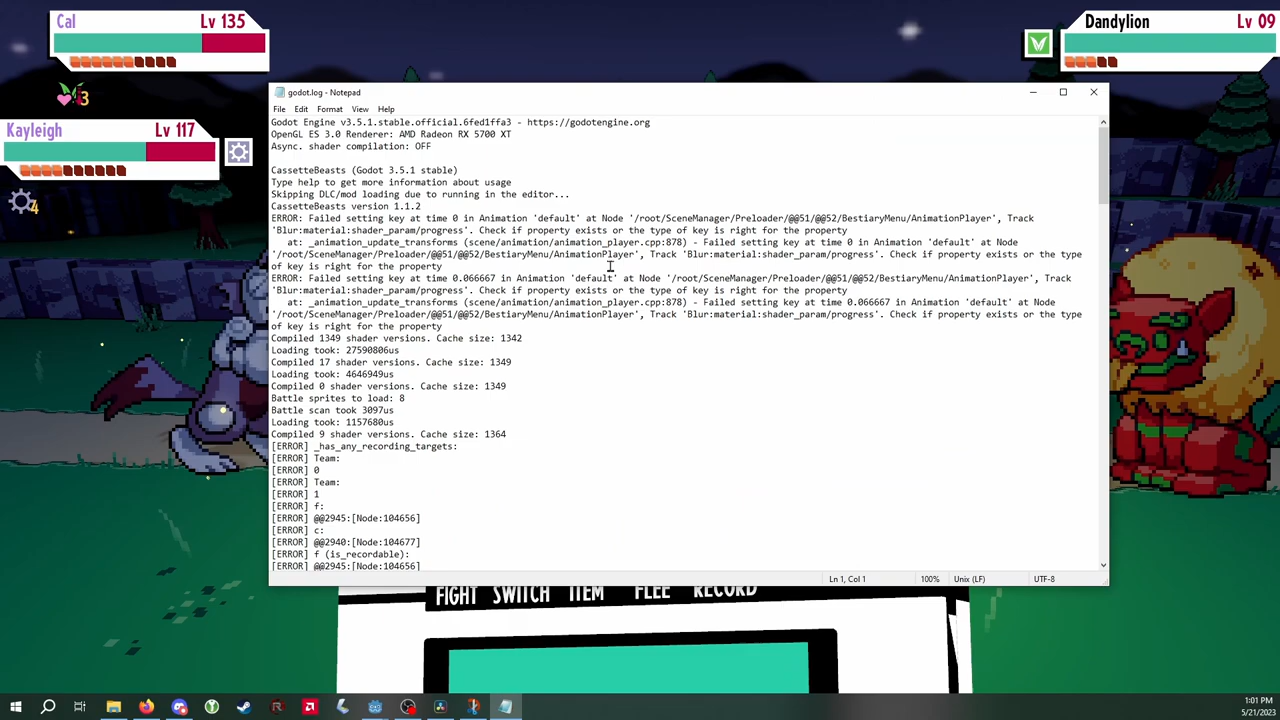 Cal Lv 135
Dandylion Lv 09
3
Kayleigh Lv 117
4
godot.log - Notepad
File Edit Format View Help
Godot Engine v3.5.1.stable.official.6fed1ffa3 - https://godotengine.org
OpenGL ES 3.0 Renderer: AMD Radeon RX 5700 XT
Async. shader compilation: OFF
CassetteBeasts (Godot 3.5.1 stable)
Type help to get more information about usage
Skipping DLC/mod loading due to running in the editor...
CassetteBeasts version 1.1.2
ERROR: Failed setting key at time 0 in Animation 'default' at Node '/root/SceneManager/Preloader/@@51/@@52/BestiaryMenu/AnimationPlayer', Track
'Blur:material:shader_param/progress'. Check if property exists or the type of key is right for the property
at: _animation_update_transforms (scene/animation/animation_player.cpp:878) - Failed setting key at time 0 in Animation 'default' at Node
'/root/SceneManager/Preloader/@@51/@@52/BestiaryMenu/AnimationPlayer', Track 'Blur:material:shader_param/progress'. Check if property exists or the type
of key is right for the property
ERROR: Failed setting key at time 0.066667 in Animation 'default' at Node '/root/SceneManager/Preloader/@@51/@@52/BestiaryMenu/AnimationPlayer', Track
'Blur:material:shader_param/progress'. Check if property exists or the type of key is right for the property
at: _animation_update_transforms (scene/animation/animation_player.cpp:878) - Failed setting key at time 0.066667 in Animation 'default' at Node
'/root/SceneManager/Preloader/@@51/@@52/BestiaryMenu/AnimationPlayer', Track 'Blur:material:shader_param/progress'. Check if property exists or the type
of key is right for the property
Compiled 1349 shader versions. Cache size: 1342
Loading took: 27590806us
Compiled 17 shader versions. Cache size: 1349
Loading took: 4646949us
Compiled 0 shader versions. Cache size: 1349
Battle sprites to load: 8
Battle scan took 3097us
Loading took: 1157680us
Compiled 9 shader versions. Cache size: 1364
[ERROR] _has_any_recording_targets:
[ERROR] Team:
[ERROR] 0
[ERROR] Team:
[ERROR] 1
[ERROR] f:
[ERROR] @@2945:[Node:104656]
[ERROR] c:
[ERROR] @@2940:[Node:104677]
[ERROR] f (is_recordable):
[ERROR] @@2945:[Node:104656]
Ln 1, Col 1 100% Unix (LF) UTF-8
FIGHT SWITCH ITEM FLEE RECORD
1:01 PM
5/21/2023